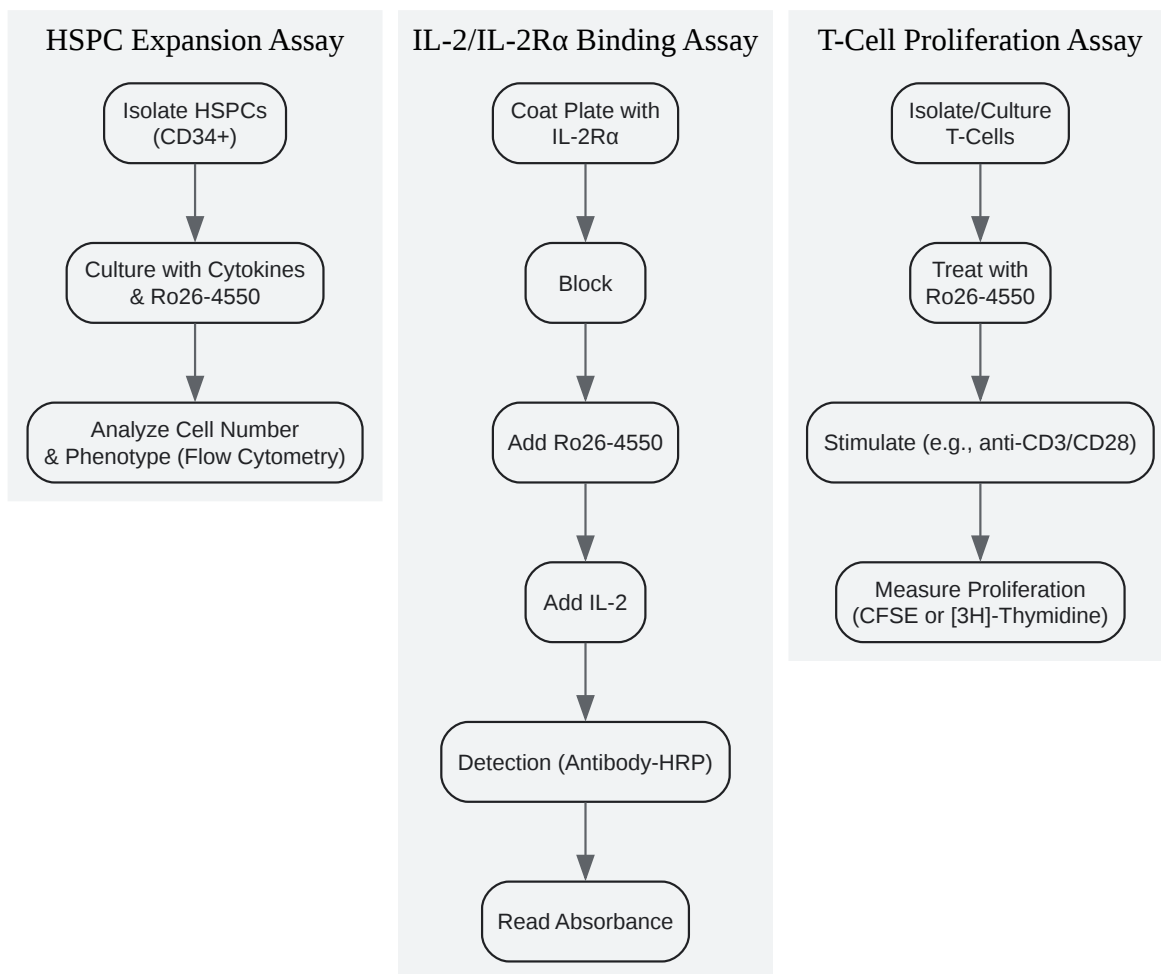 HSPC Expansion Assay
Isolate HSPCs
(CD34+)
Culture with Cytokines
& Ro26-4550
Analyze Cell Number
& Phenotype (Flow Cytometry)
IL-2/IL-2Rα Binding Assay
Coat Plate with
IL-2Rα
Block
Add Ro26-4550
Add IL-2
Detection (Antibody-HRP)
Read Absorbance
T-Cell Proliferation Assay
Isolate/Culture
T-Cells
Treat with
Ro26-4550
Stimulate (e.g., anti-CD3/CD28)
Measure Proliferation
(CFSE or [3H]-Thymidine)